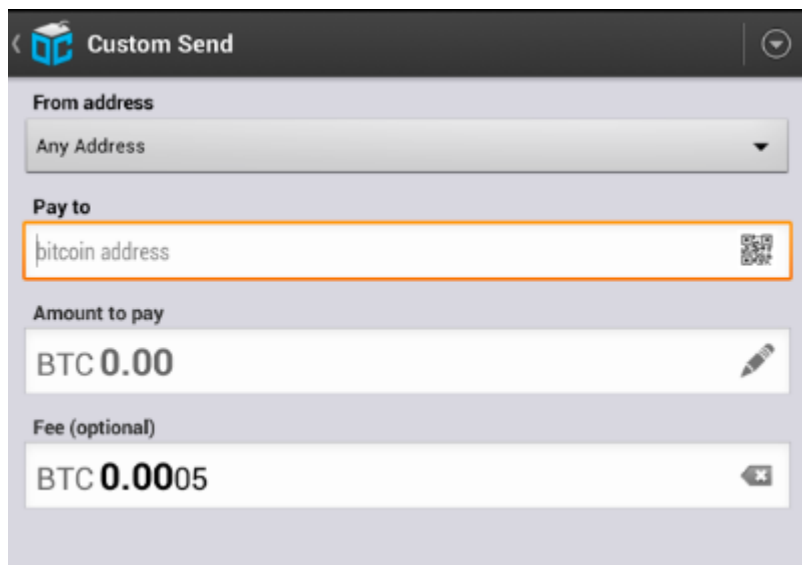 Custom Send
From address
Any Address
Pay to
bitcoin address
Amount to pay
BTC 0.00
Fee (optional)
BTC 0.0005